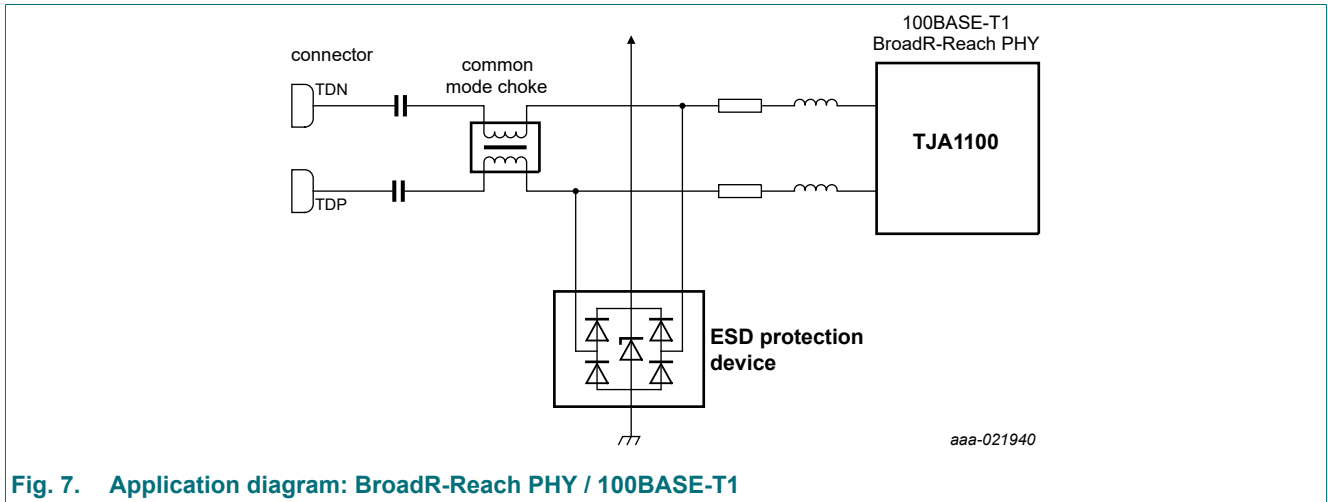 100BASE-T1
BroadR-Reach PHY
connector
common
mode choke
TDN
TJA1100
TDP
ESD protection
device
aaa-021940
Fig. 7. Application diagram: BroadR-Reach PHY / 100BASE-T1